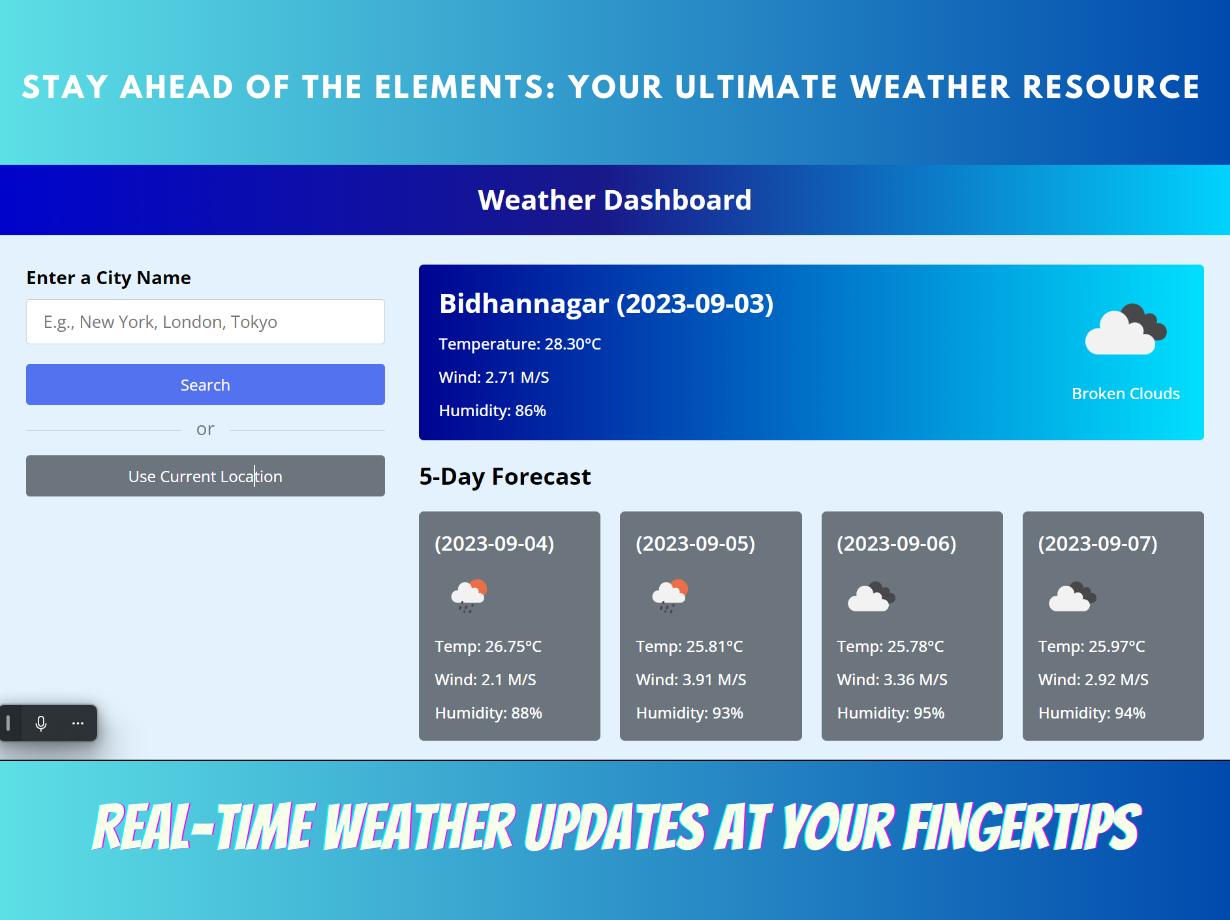 STAY AHEAD OF THE ELEMENTS: YOUR ULTIMATE WEATHER RESOURCE
Weather Dashboard
Enter a City Name
E.g., New York, London, Tokyo
Search
or
Use Current Location
Bidhannagar (2023-09-03)
Temperature: 28.30°C
Wind: 2.71 M/S
Humidity: 86%
Broken Clouds
5-Day Forecast
(2023-09-04)
Temp: 26.75°C
Wind: 2.1 M/S
Humidity: 88%
(2023-09-05)
Temp: 25.81°C
Wind: 3.91 M/S
Humidity: 93%
(2023-09-06)
Temp: 25.78°C
Wind: 3.36 M/S
Humidity: 95%
(2023-09-07)
Temp: 25.97°C
Wind: 2.92 M/S
Humidity: 94%
REAL-TIME WEATHER UPDATES AT YOUR FINGERTIPS